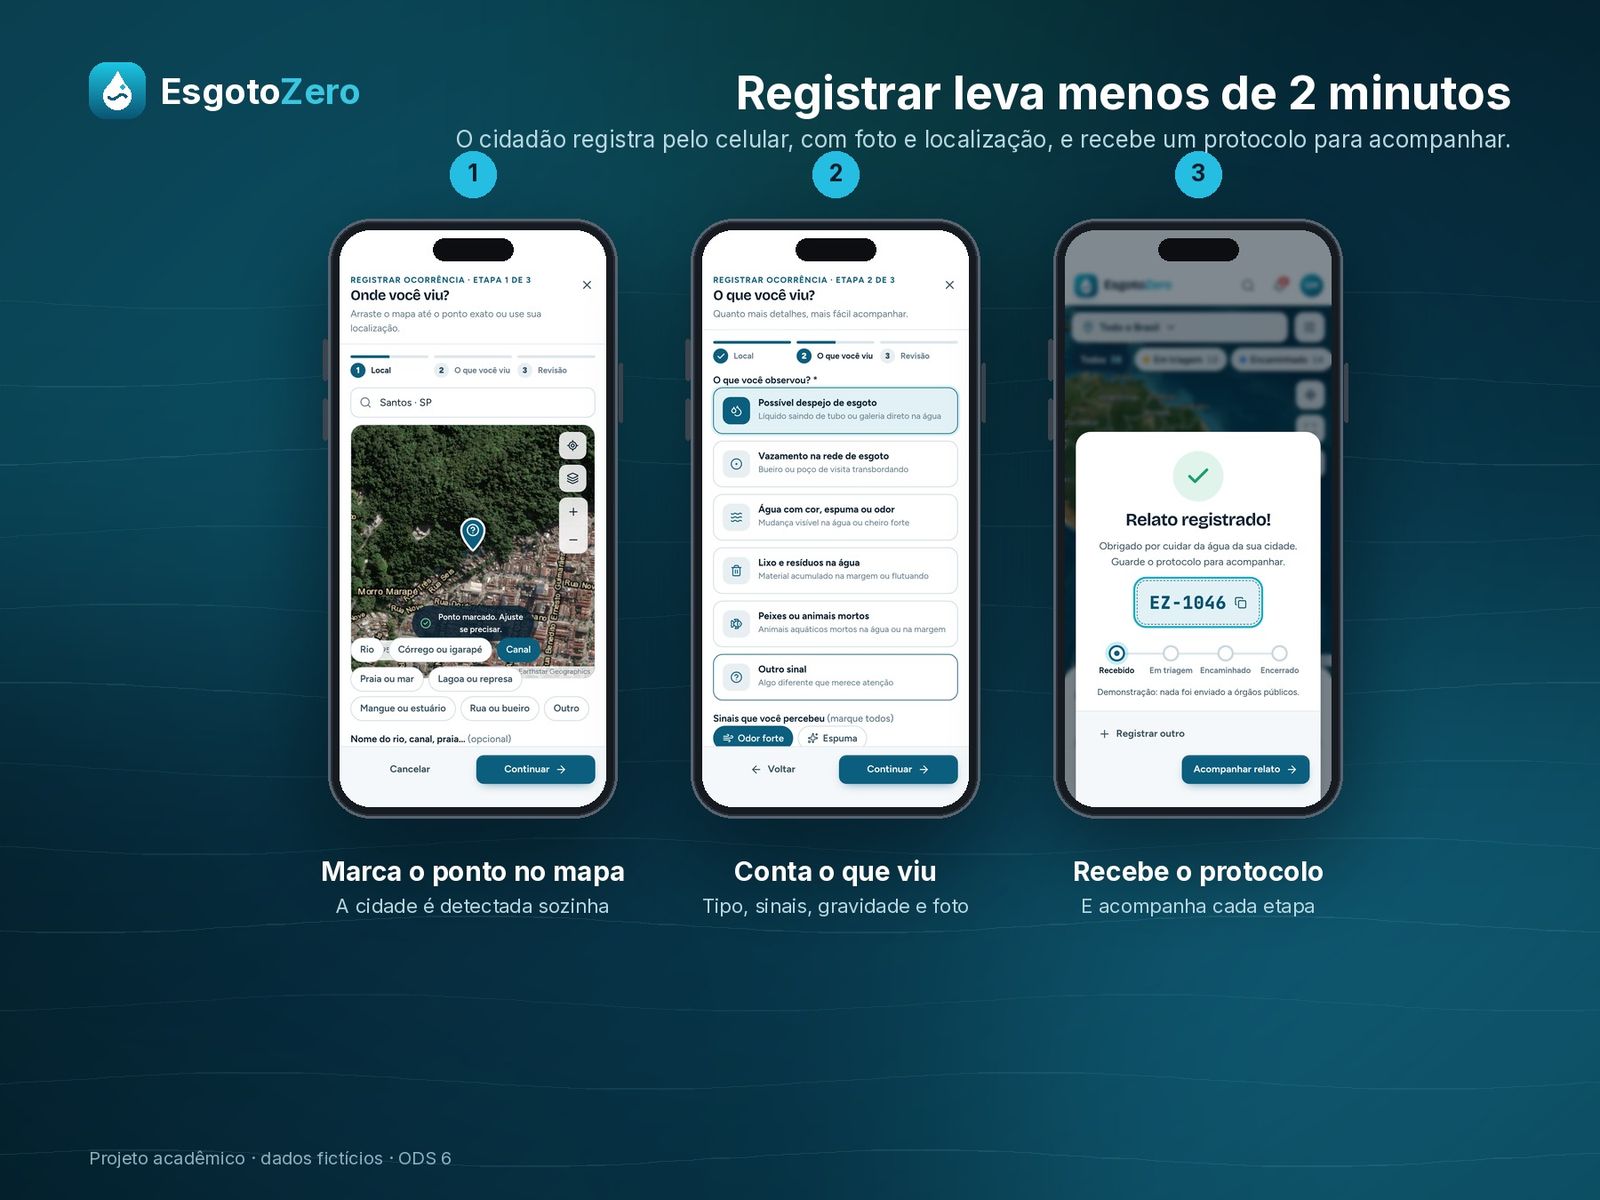 EsgotoZero
Registrar leva menos de 2 minutos
O cidadão registra pelo celular, com foto e localização, e recebe um protocolo para acompanhar.
1
REGISTRAR OCORRÊNCIA · ETAPA 1 DE 3
Onde você viu?
Arraste o mapa até o ponto exato ou use sua
localização.
1 Local 2 O que você viu 3 Revisão
Santos · SP
Morro Marapé
Ponto marcado. Ajuste
se precisar.
Rio Córrego ou igarapé Canal
Earthstar Geographics
Praia ou mar Lagoa ou represa
Mangue ou estuário Rua ou bueiro Outro
Nome do rio, canal, praia... (opcional)
Cancelar Continuar
Marca o ponto no mapa
A cidade é detectada sozinha
2
REGISTRAR OCORRÊNCIA · ETAPA 2 DE 3
O que você viu?
Quanto mais detalhes, mais fácil acompanhar.
Local 2 O que você viu 3 Revisão
O que você observou? *
Possível despejo de esgoto
Líquido saindo de tubo ou galeria direto na água
Vazamento na rede de esgoto
Bueiro ou poço de visita transbordando
Água com cor, espuma ou odor
Mudança visível na água ou cheiro forte
Lixo e resíduos na água
Material acumulado na margem ou flutuando
Peixes ou animais mortos
Animais aquáticos mortos na água ou na margem
Outro sinal
Algo diferente que merece atenção
Sinais que você percebeu (marque todos)
Odor forte Espuma
Voltar Continuar
Conta o que viu
Tipo, sinais, gravidade e foto
3
EsgotoZero
Todo o Brasil
Todos Em triagem Encaminhado
Relato registrado!
Obrigado por cuidar da água da sua cidade.
Guarde o protocolo para acompanhar.
EZ-1046
Recebido Em triagem Encaminhado Encerrado
Demonstração: nada foi enviado a órgãos públicos.
Registrar outro
Acompanhar relato
Recebe o protocolo
E acompanha cada etapa
Projeto acadêmico · dados fictícios · ODS 6